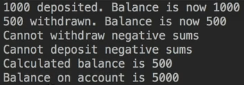 1000 deposited. Balance is now 1000
500 withdrawn. Balance is now 500
Cannot withdraw negative sums
Cannot deposit negative sums
Calculated balance is 500
Balance on account is 5000